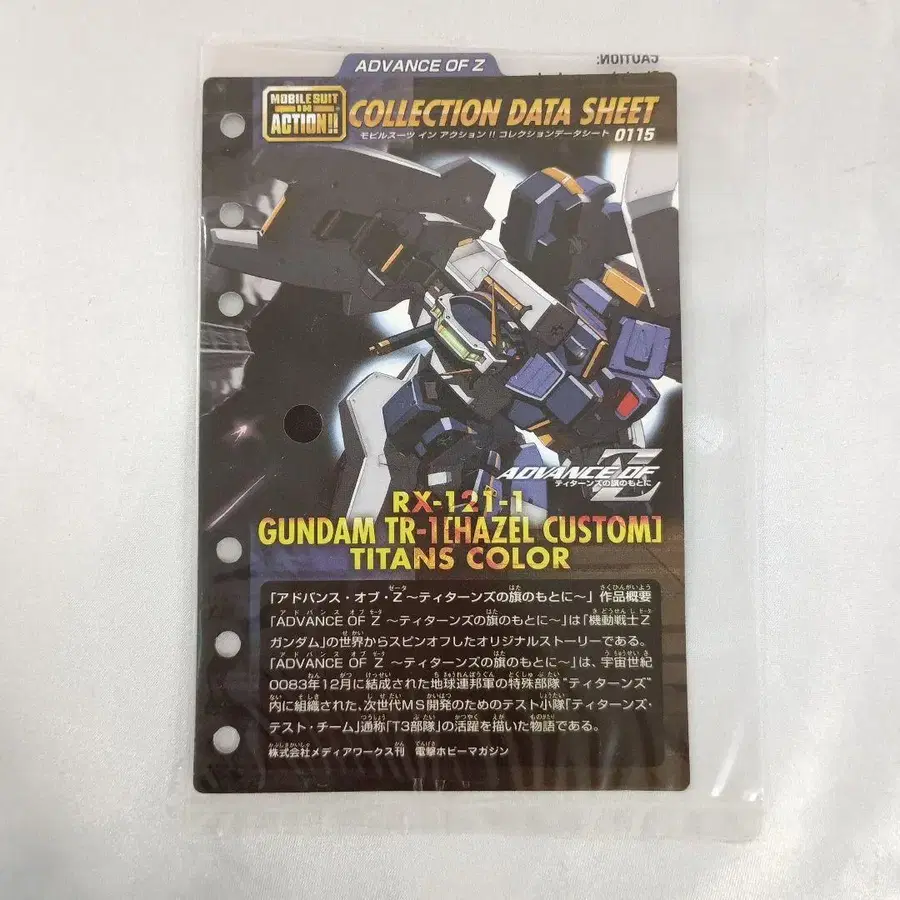 CAUTION:
ADVANCE OF Z
MOBILE SUIT
IN
ACTION!!
COLLECTION DATA SHEET
モビルスーツ イン アクション!! コレクションデータシート
0115
ADVANCE OF Z
ティターンズの旗のもとに
RX-121-1
GUNDAM TR-1[HAZEL CUSTOM]
TITANS COLOR
「アドバンス・オブ・Z~ティターンズの旗のもとに~」作品概要
「ADVANCE OF Z ~ティターンズの旗のもとに~」は「機動戦士Z
ガンダム」の世界からスピンオフしたオリジナルストーリーである。
「ADVANCE OF Z ~ティターンズの旗のもとに~」は、宇宙世紀
0083年12月に結成された地球連邦軍の特殊部隊"ティターンズ"
内に組織された、次世代MS開発のためのテスト小隊「ティターンズ・
テスト・チーム」通称「T3部隊」の活躍を描いた物語である。
株式会社メディアワークス刊 電撃ホビーマガジン